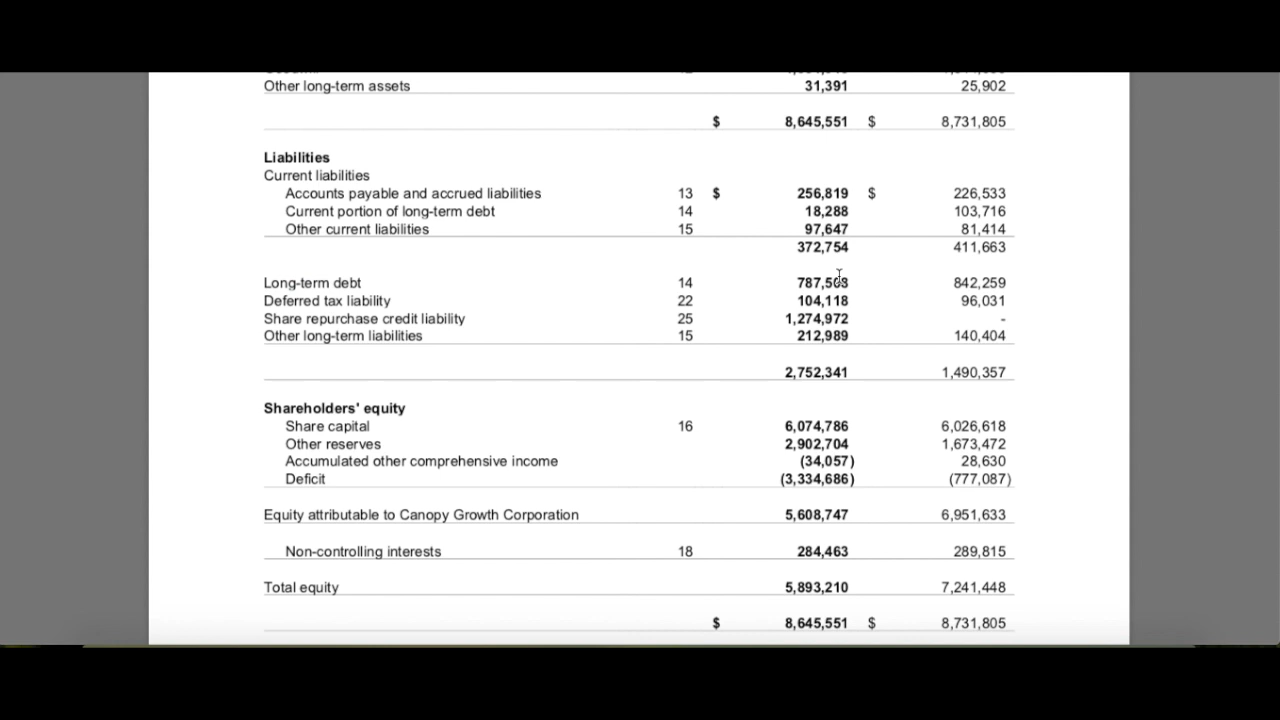 Other long-term assets 31,391 25,902
$ 8,645,551 $ 8,731,805
Liabilities
Current liabilities
Accounts payable and accrued liabilities 13 $ 256,819 $ 226,533
Current portion of long-term debt 14 18,288 103,716
Other current liabilities 15 97,647 81,414
372,754 411,663
Long-term debt 14 787,508 842,259
Deferred tax liability 22 104,118 96,031
Share repurchase credit liability 25 1,274,972 -
Other long-term liabilities 15 212,989 140,404
2,752,341 1,490,357
Shareholders' equity
Share capital 16 6,074,786 6,026,618
Other reserves 2,902,704 1,673,472
Accumulated other comprehensive income (34,057) 28,630
Deficit (3,334,686) (777,087)
Equity attributable to Canopy Growth Corporation 5,608,747 6,951,633
Non-controlling interests 18 284,463 289,815
Total equity 5,893,210 7,241,448
$ 8,645,551 $ 8,731,805